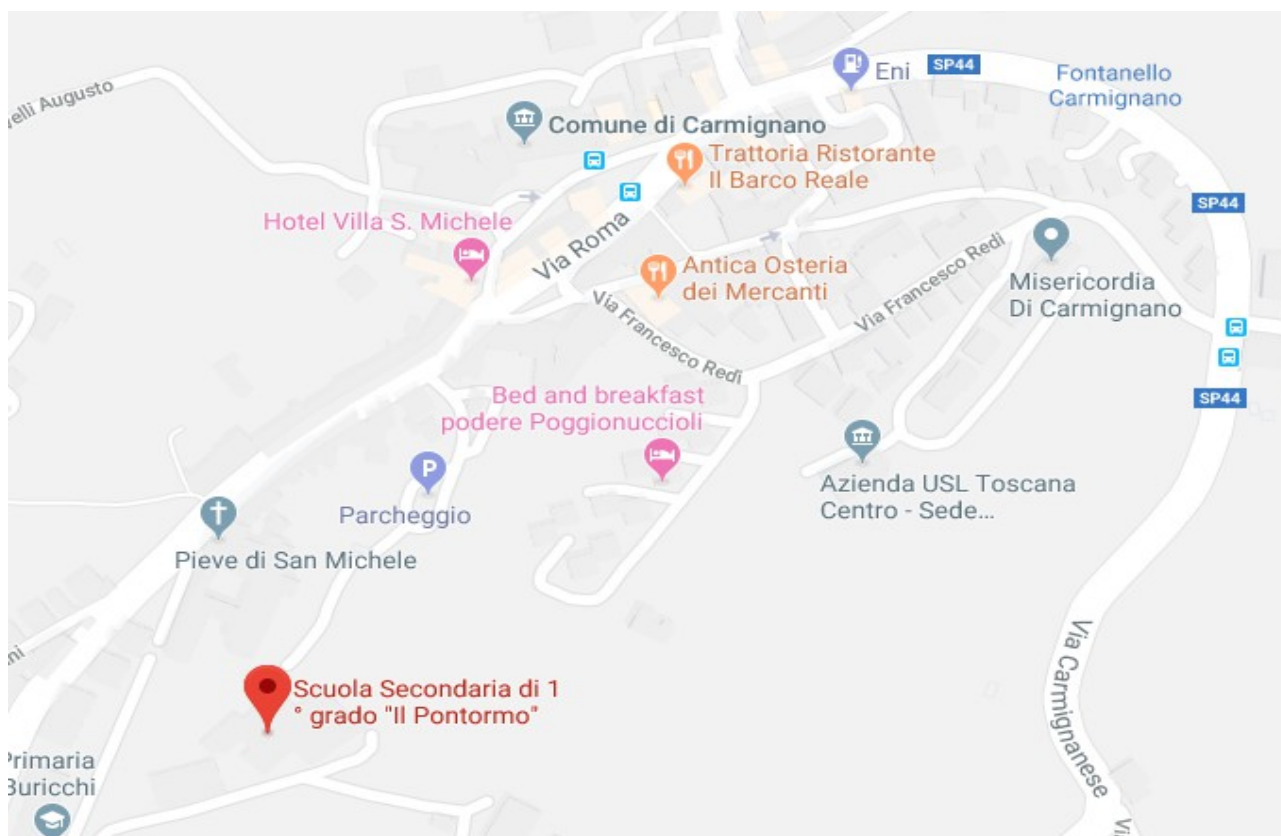 velli Augusto
Eni
SP44
Fontanello
Carmignano
Comune di Carmignano
Trattoria Ristorante
Il Barco Reale
SP44
Hotel Villa S. Michele
Via Roma
Antica Osteria
dei Mercanti
Via Francesco Redi
Misericordia
Di Carmignano
Via Francesco Redi
Bed and breakfast
podere Poggionuccioli
SP44
P
Parcheggio
Azienda USL Toscana
Centro - Sede...
Pieve di San Michele
Via Carmignanese
ni
Scuola Secondaria di 1
° grado "Il Pontormo"
Primaria
Buricchi
Vi